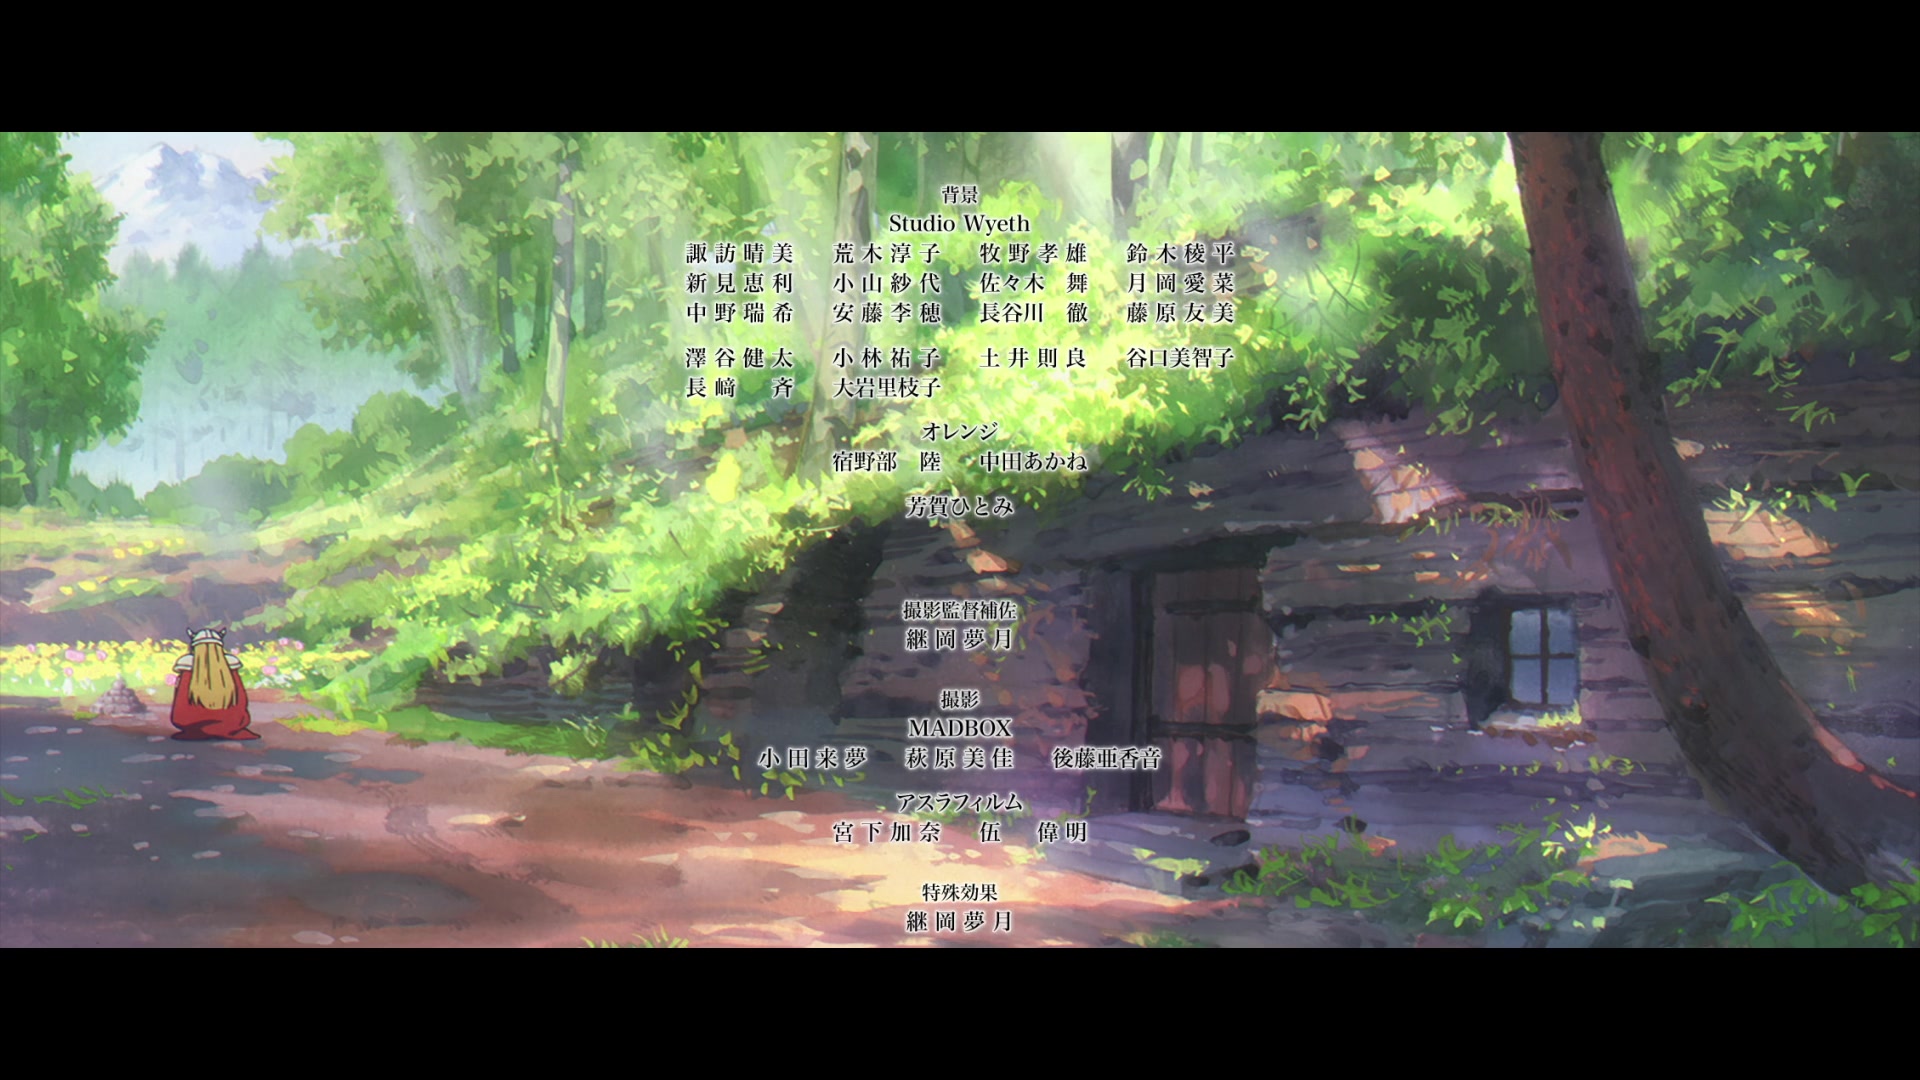 背景
Studio Wyeth
諏訪晴美　荒木淳子　牧野孝雄　鈴木稜平
新見恵利　小山紗代　佐々木　舞　月岡愛菜
中野瑞希　安藤李穂　長谷川　徹　藤原友美
澤谷健太　小林祐子　土井則良　谷口美智子
長﨑　斉　大岩里枝子
オレンジ
宿野部　陸　中田あかね
芳賀ひとみ
撮影監督補佐
継岡夢月
撮影
MADBOX
小田来夢　萩原美佳　後藤亜香音
アスラフィルム
宮下加奈　伍　偉明
特殊効果
継岡夢月